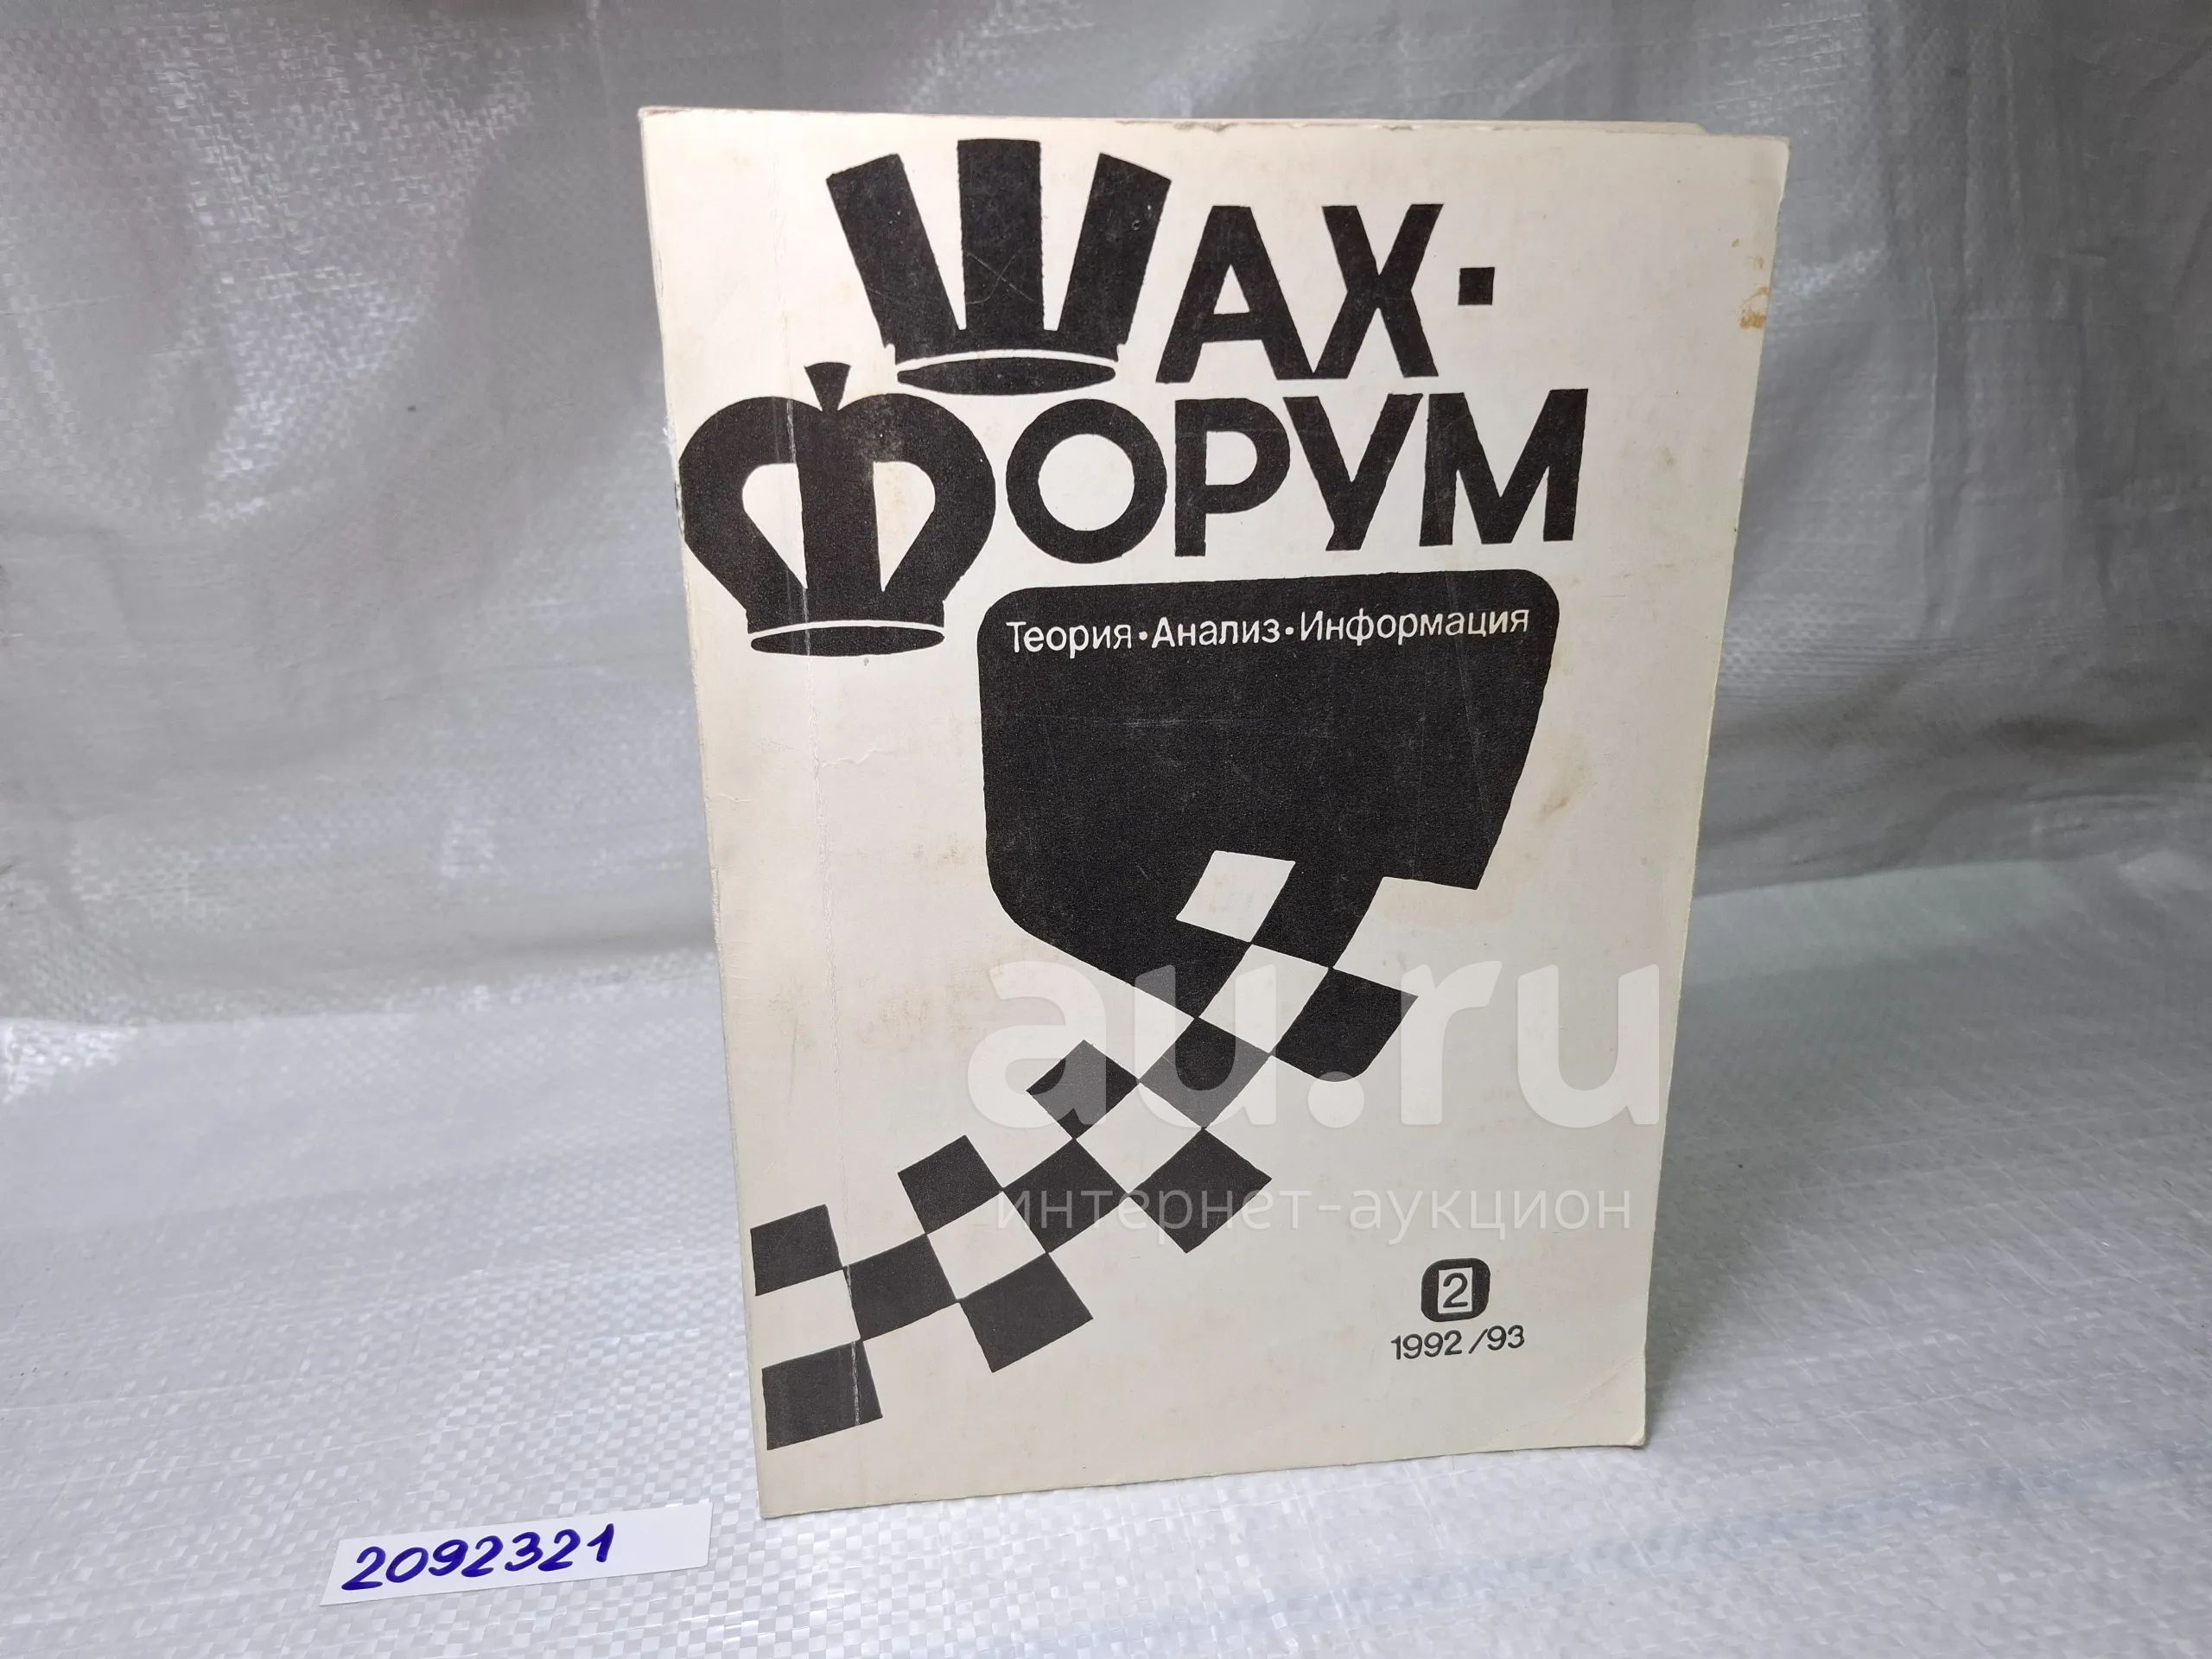 ШАХ-
ФОРУМ
Теория·Анализ·Информация
au.ru
интернет-аукцион
2
1992/93
2092321